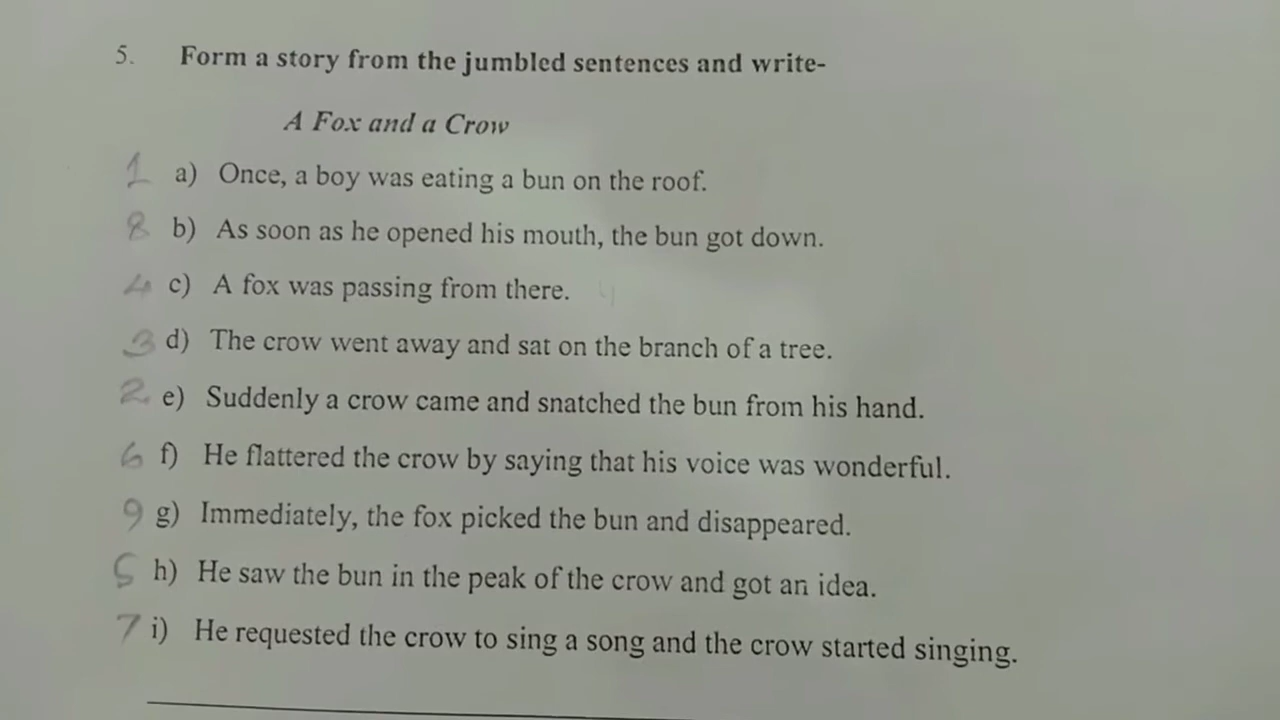 5. Form a story from the jumbled sentences and write-
A Fox and a Crow
1 a) Once, a boy was eating a bun on the roof.
8 b) As soon as he opened his mouth, the bun got down.
4 c) A fox was passing from there. 4
3 d) The crow went away and sat on the branch of a tree.
2 e) Suddenly a crow came and snatched the bun from his hand.
6 f) He flattered the crow by saying that his voice was wonderful.
9 g) Immediately, the fox picked the bun and disappeared.
5 h) He saw the bun in the peak of the crow and got an idea.
7 i) He requested the crow to sing a song and the crow started singing.